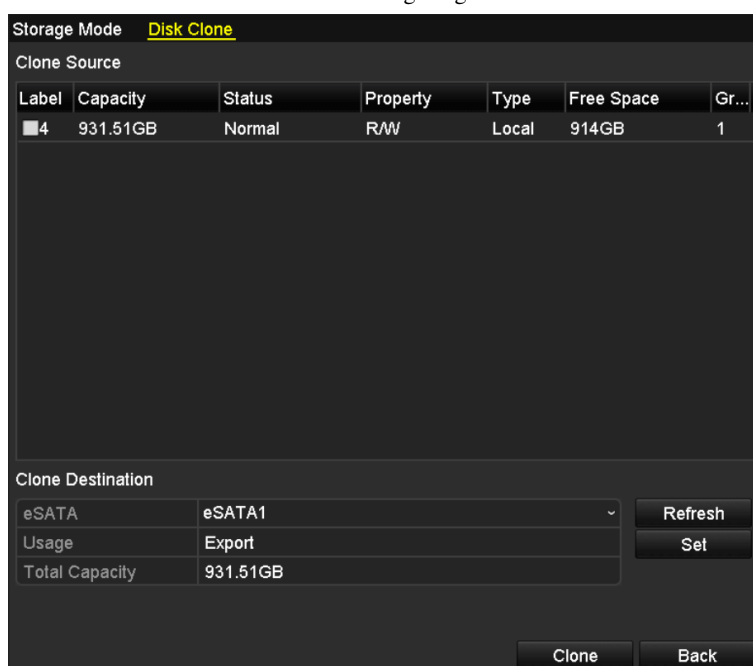 Storage Mode Disk Clone
Clone Source
Label Capacity Status Property Type Free Space Gr...
4 931.51GB Normal R/W Local 914GB 1
Clone Destination
eSATA eSATA1 Refresh
Usage Export Set
Total Capacity 931.51GB
Clone Back